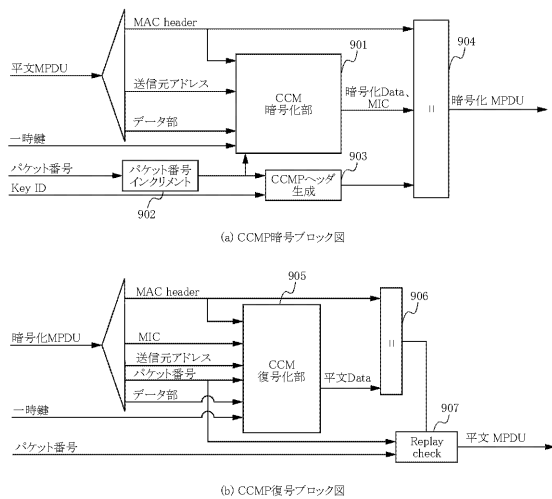 MAC header
901
904
平文MPDU
送信元アドレス
CCM
暗号化部
暗号化Data、
MIC
=
暗号化 MPDU
データ部
一時鍵
903
パケット番号
パケット番号
インクリメント
CCMPヘッダ
生成
Key ID
902
(a) CCMP暗号ブロック図
905
MAC header
906
暗号化MPDU
MIC
送信元アドレス
CCM
復号化部
=
パケット番号
平文Data
データ部
907
一時鍵
Replay
check
平文 MPDU
パケット番号
(b) CCMP復号ブロック図